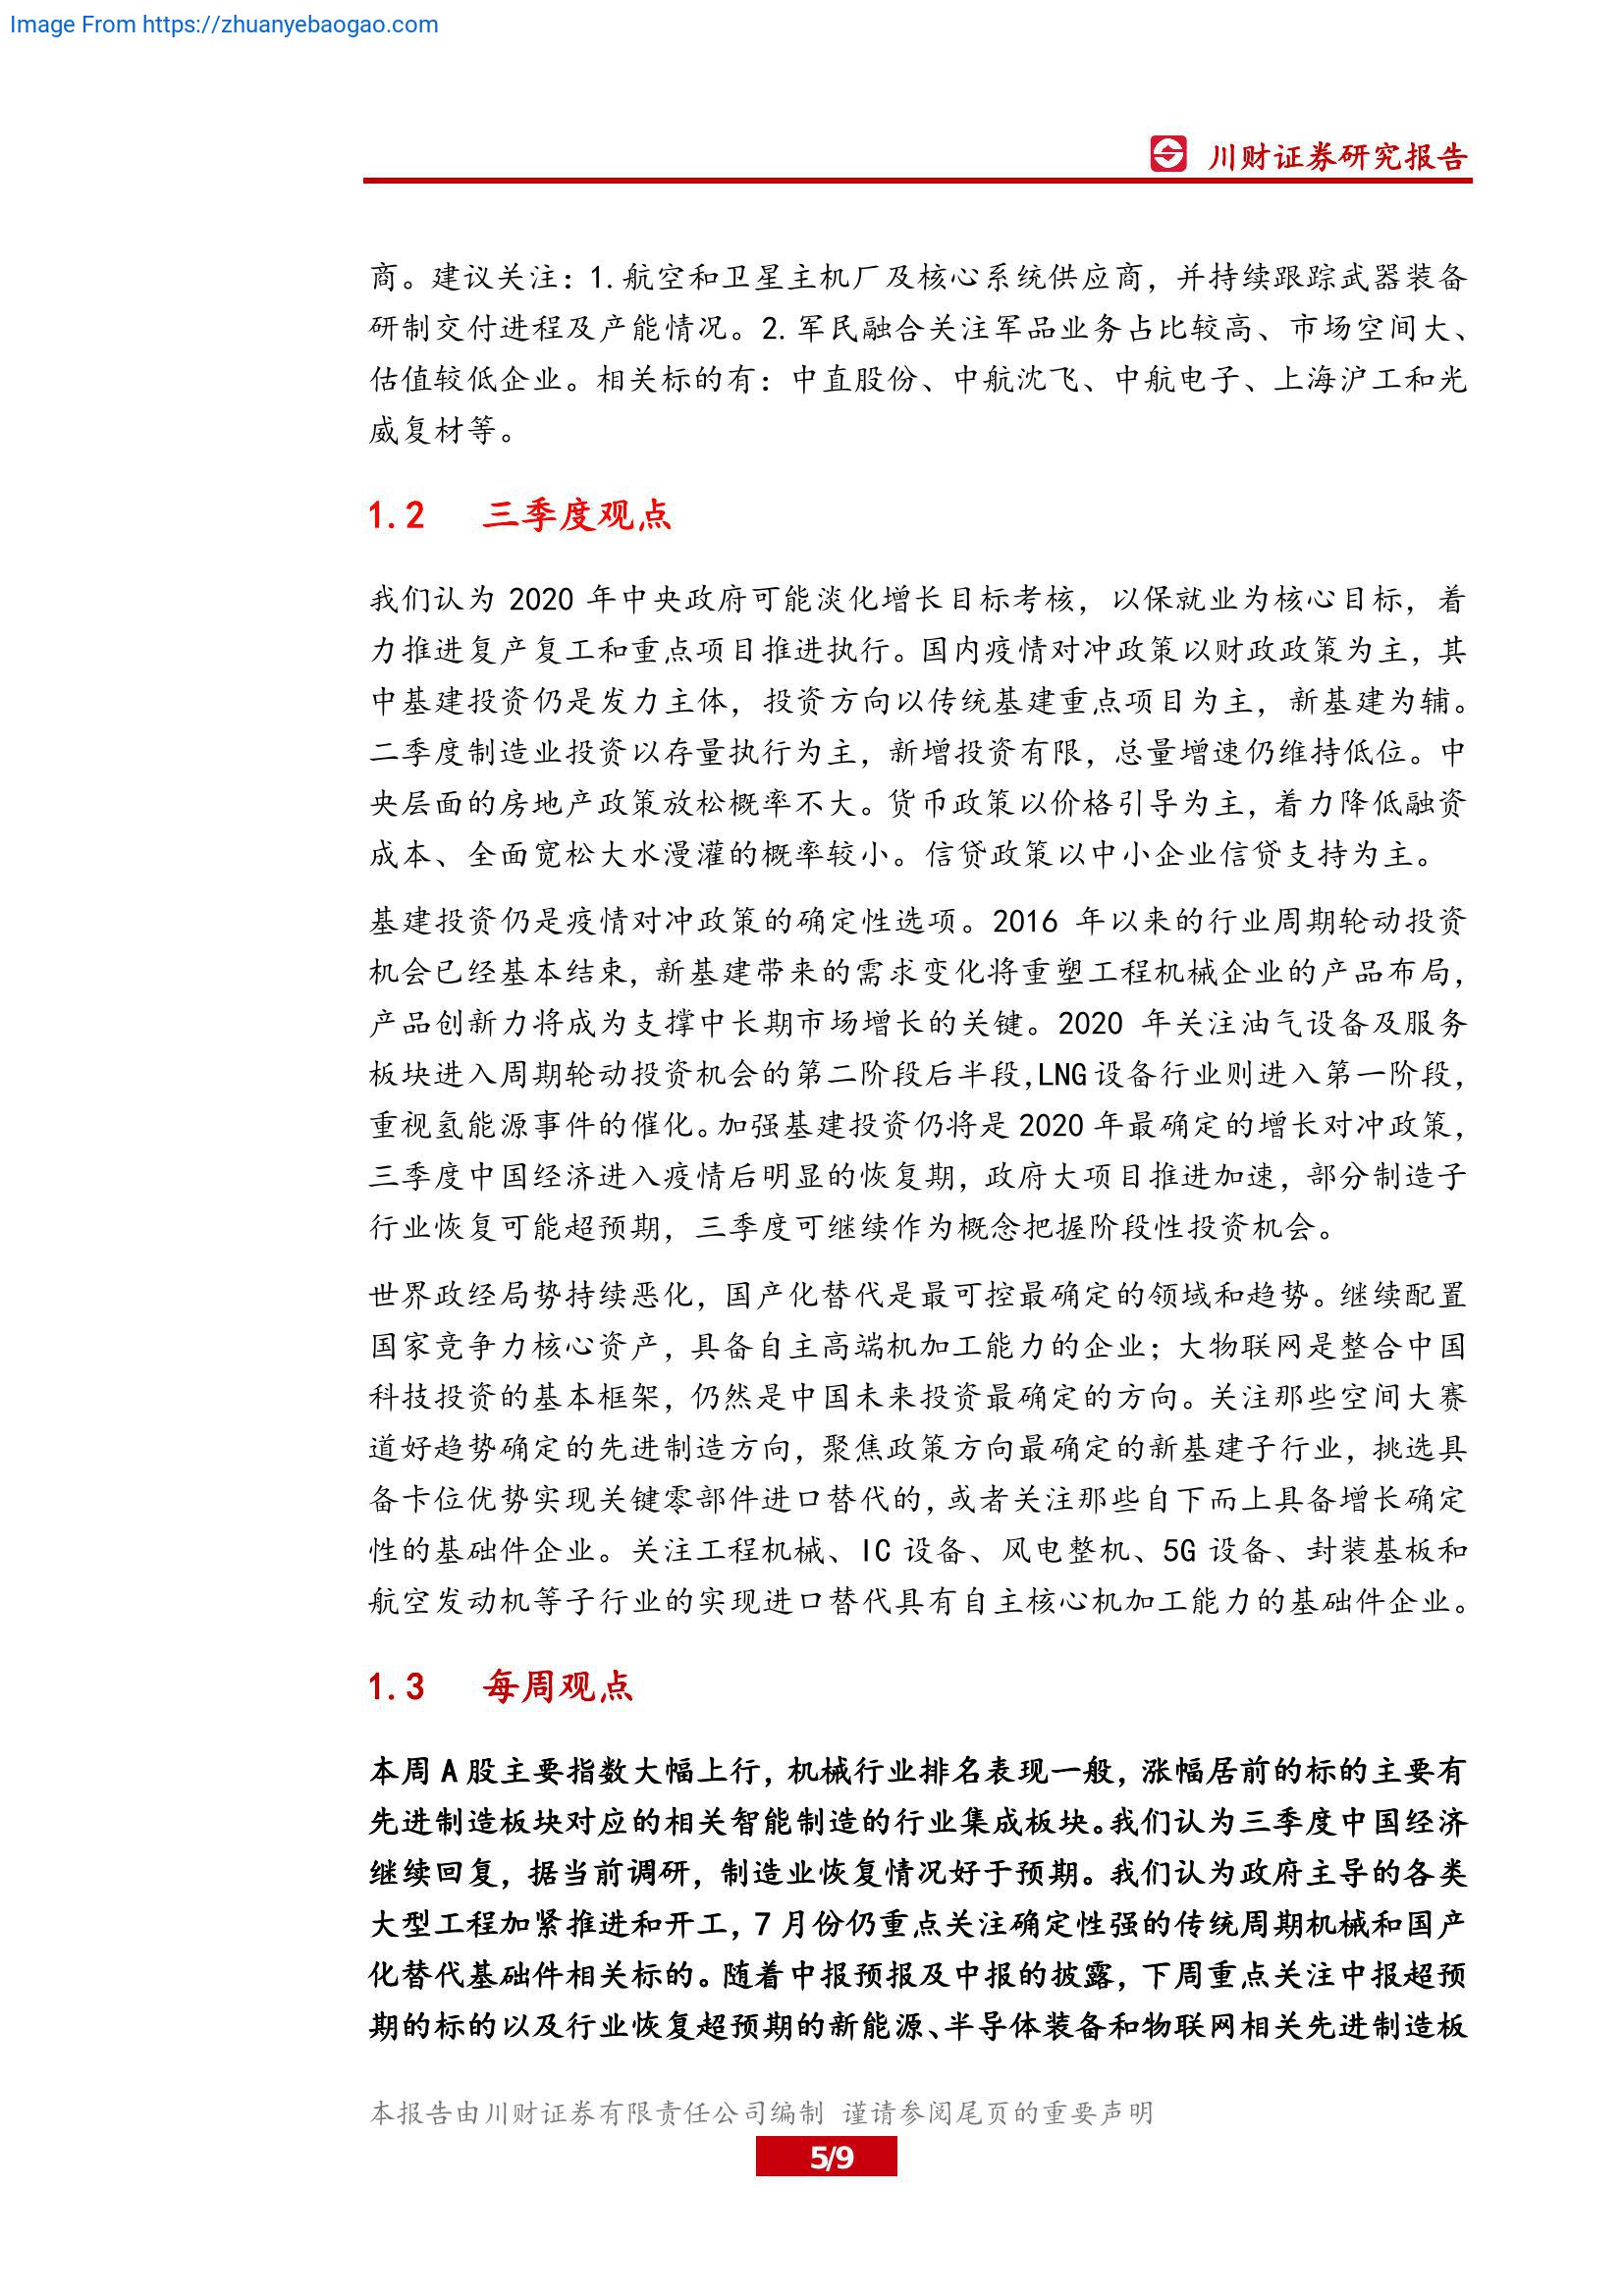 Image From https://zhuanyebaogao.com
川财证券研究报告
商。建议关注：1.航空和卫星主机厂及核心系统供应商，并持续跟踪武器装备
研制交付进程及产能情况。2.军民融合关注军品业务占比较高、市场空间大、
估值较低企业。相关标的有：中直股份、中航沈飞、中航电子、上海沪工和光
威复材等。
1.2 三季度观点
我们认为 2020 年中央政府可能淡化增长目标考核，以保就业为核心目标，着
力推进复产复工和重点项目推进执行。国内疫情对冲政策以财政政策为主，其
中基建投资仍是发力主体，投资方向以传统基建重点项目为主，新基建为辅。
二季度制造业投资以存量执行为主，新增投资有限，总量增速仍维持低位。中
央层面的房地产政策放松概率不大。货币政策以价格引导为主，着力降低融资
成本、全面宽松大水漫灌的概率较小。信贷政策以中小企业信贷支持为主。
基建投资仍是疫情对冲政策的确定性选项。2016 年以来的行业周期轮动投资
机会已经基本结束，新基建带来的需求变化将重塑工程机械企业的产品布局，
产品创新力将成为支撑中长期市场增长的关键。2020 年关注油气设备及服务
板块进入周期轮动投资机会的第二阶段后半段，LNG 设备行业则进入第一阶段，
重视氢能源事件的催化。加强基建投资仍将是 2020 年最确定的增长对冲政策，
三季度中国经济进入疫情后明显的恢复期，政府大项目推进加速，部分制造子
行业恢复可能超预期，三季度可继续作为概念把握阶段性投资机会。
世界政经局势持续恶化，国产化替代是最可控最确定的领域和趋势。继续配置
国家竞争力核心资产，具备自主高端机加工能力的企业；大物联网是整合中国
科技投资的基本框架，仍然是中国未来投资最确定的方向。关注那些空间大赛
道好趋势确定的先进制造方向，聚焦政策方向最确定的新基建子行业，挑选具
备卡位优势实现关键零部件进口替代的，或者关注那些自下而上具备增长确定
性的基础件企业。关注工程机械、IC 设备、风电整机、5G 设备、封装基板和
航空发动机等子行业的实现进口替代具有自主核心机加工能力的基础件企业。
1.3 每周观点
本周 A 股主要指数大幅上行，机械行业排名表现一般，涨幅居前的标的主要有
先进制造板块对应的相关智能制造的行业集成板块。我们认为三季度中国经济
继续回复，据当前调研，制造业恢复情况好于预期。我们认为政府主导的各类
大型工程加紧推进和开工，7 月份仍重点关注确定性强的传统周期机械和国产
化替代基础件相关标的。随着中报预报及中报的披露，下周重点关注中报超预
期的标的以及行业恢复超预期的新能源、半导体装备和物联网相关先进制造板
本报告由川财证券有限责任公司编制 谨请参阅尾页的重要声明
5/9